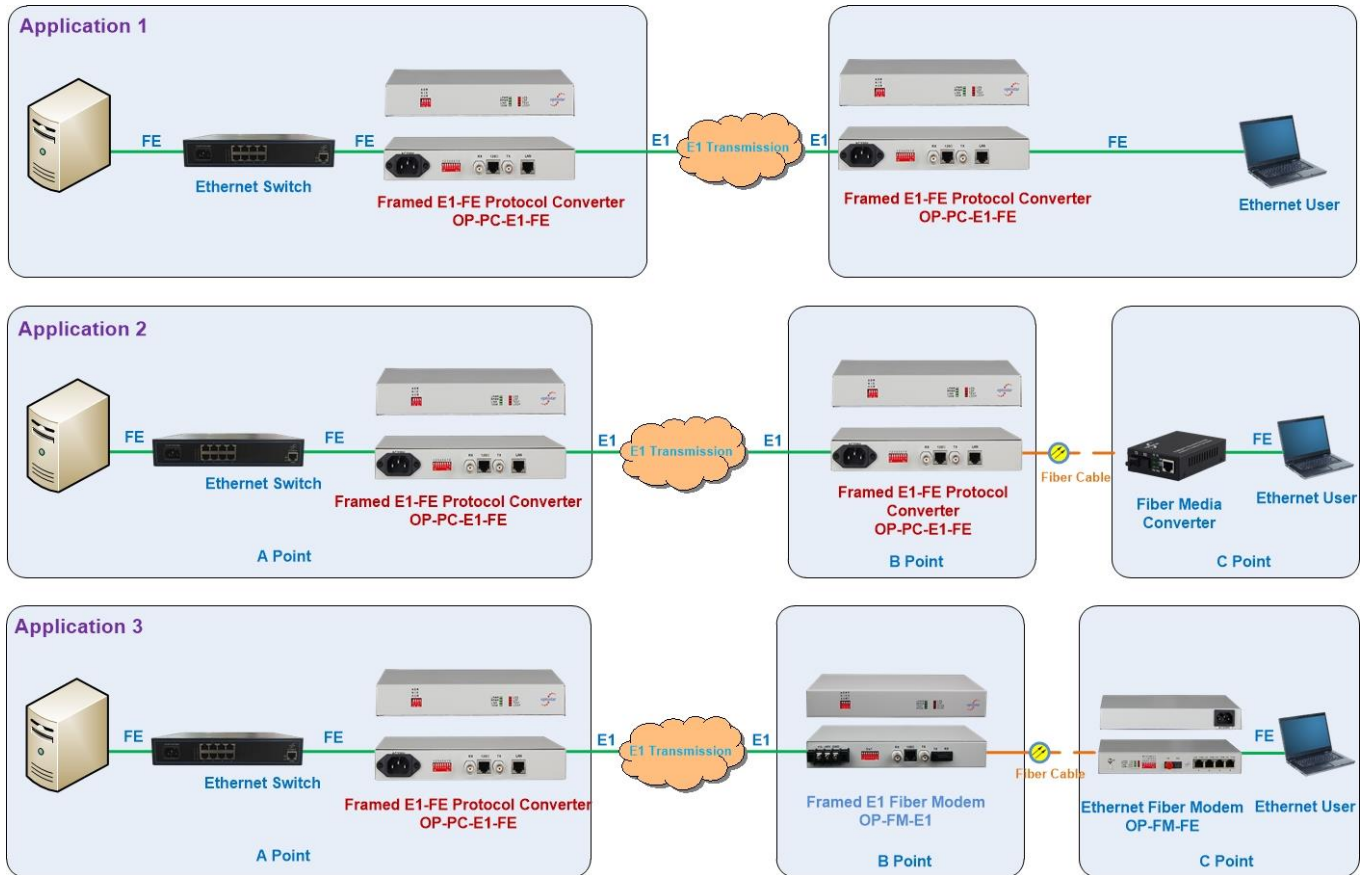 Application 1
FE
FE
E1
E1 Transmission
E1
FE
Ethernet Switch
Framed E1-FE Protocol Converter
OP-PC-E1-FE
Framed E1-FE Protocol Converter
OP-PC-E1-FE
Ethernet User
Application 2
FE
FE
E1
E1 Transmission
E1
Fiber Cable
FE
Ethernet Switch
Framed E1-FE Protocol Converter
OP-PC-E1-FE
Framed E1-FE Protocol
Converter
OP-PC-E1-FE
Fiber Media
Converter
Ethernet User
A Point
B Point
C Point
Application 3
FE
FE
E1
E1 Transmission
E1
Fiber Cable
FE
Ethernet Switch
Framed E1-FE Protocol Converter
OP-PC-E1-FE
Framed E1 Fiber Modem
OP-FM-E1
Ethernet Fiber Modem
OP-FM-FE
Ethernet User
A Point
B Point
C Point